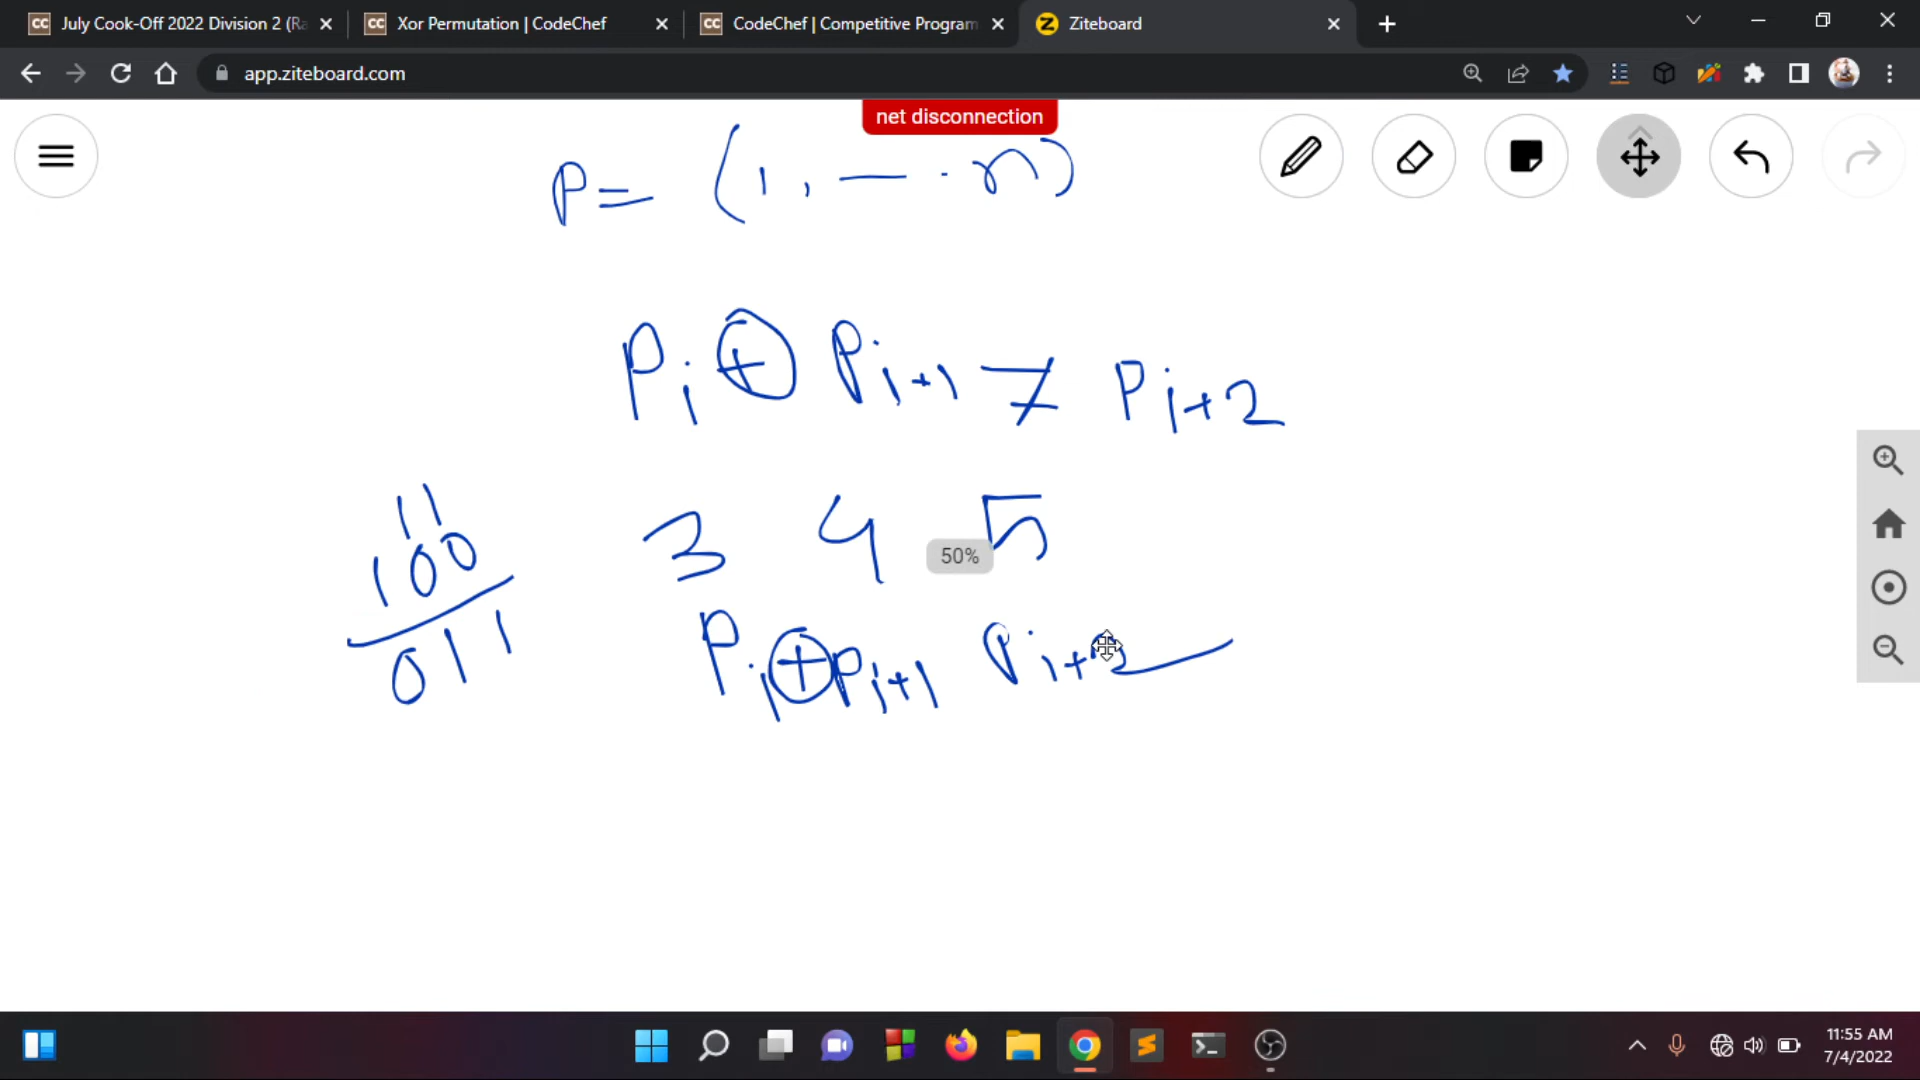 July Cook-Off 2022 Division 2 (Ra
Xor Permutation | CodeChef
CodeChef | Competitive Program
Ziteboard
app.ziteboard.com
net disconnection
P= (1, — . n)
Pi ⊕ Pi+1 ≠ Pi+2
11
100
011
3 4 5
50%
Pi⊕Pi+1 Pi+2
11:55 AM
7/4/2022